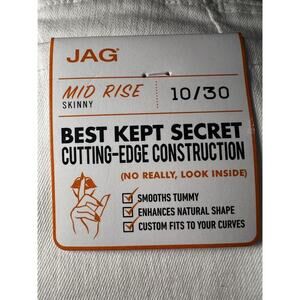 JAG®
MID RISE
SKINNY
10/30
BEST KEPT SECRET
CUTTING-EDGE CONSTRUCTION
(NO REALLY, LOOK INSIDE)
SMOOTHS TUMMY
ENHANCES NATURAL SHAPE
CUSTOM FITS TO YOUR CURVES